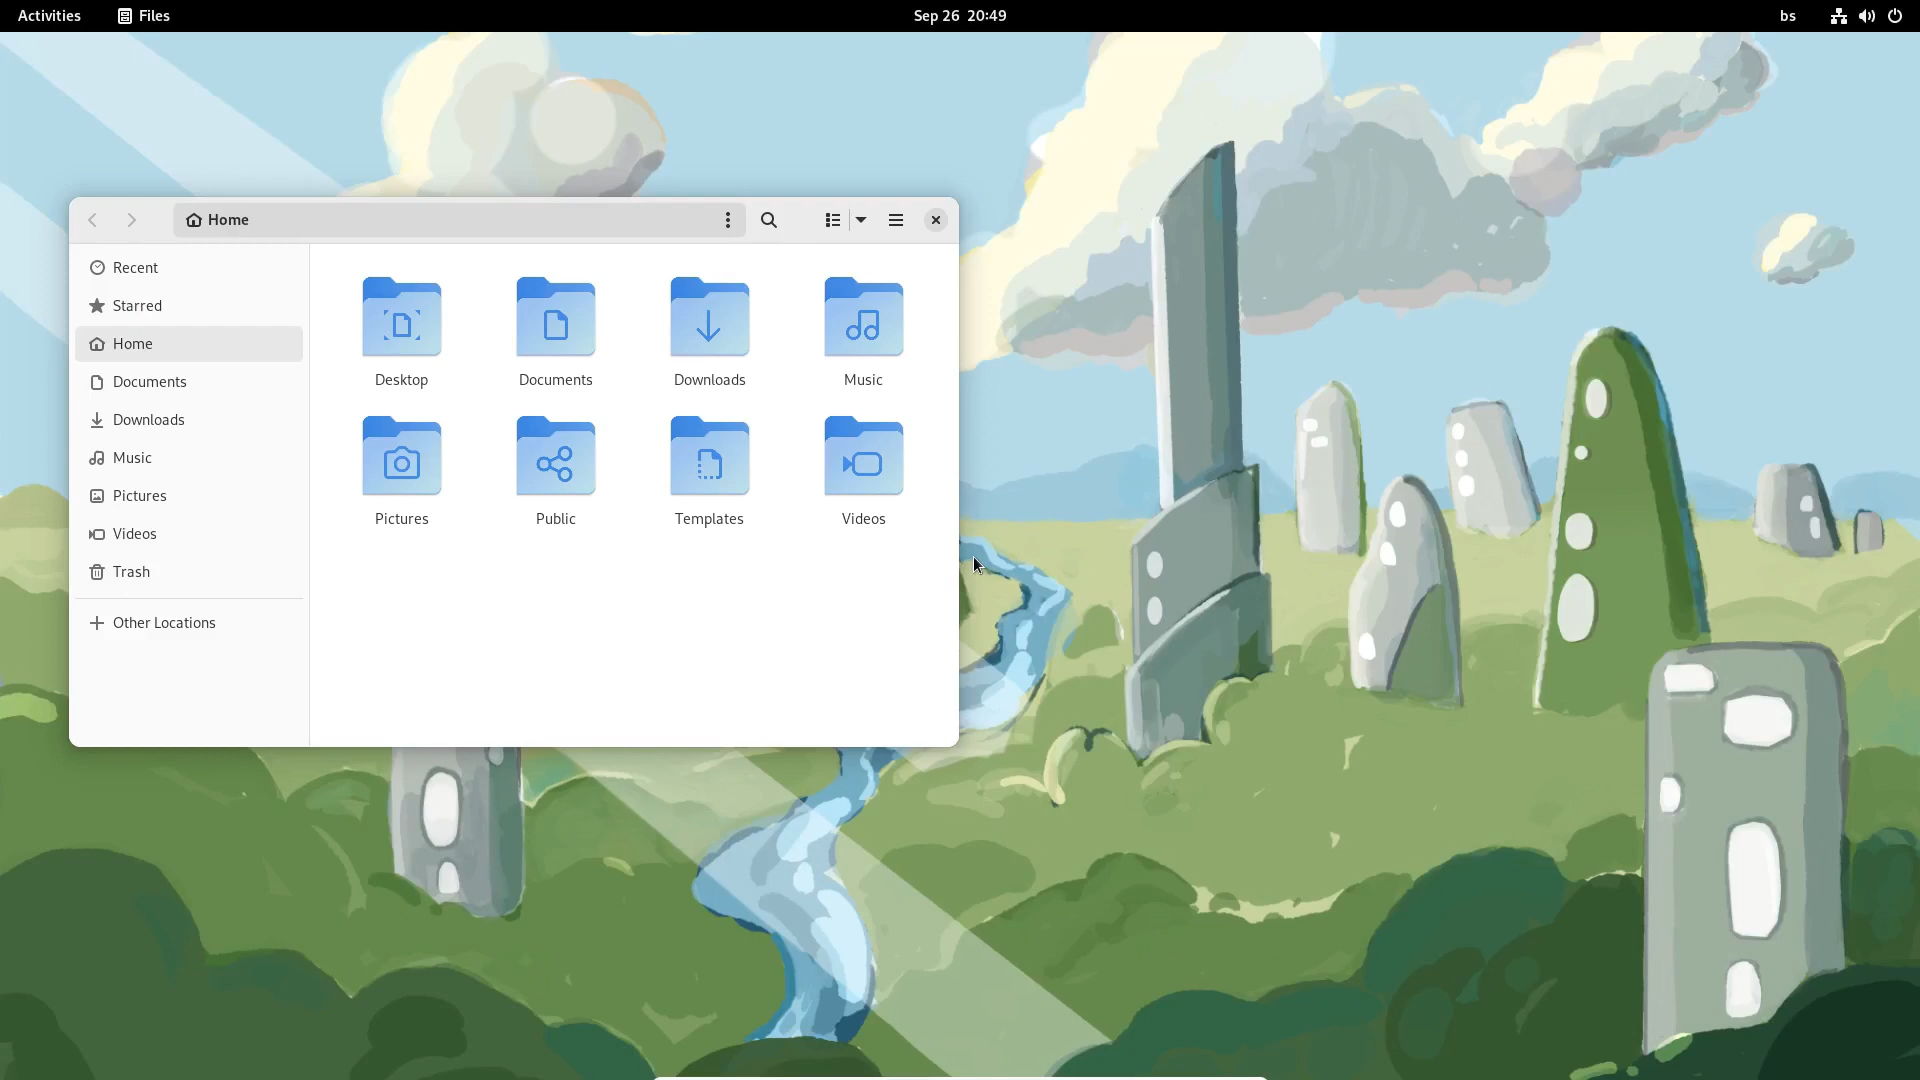 Activities Files Sep 26 20:49 bs
Home
Recent
Starred
Home
Documents
Downloads
Music
Pictures
Videos
Trash
Other Locations
Desktop Documents Downloads Music
Pictures Public Templates Videos